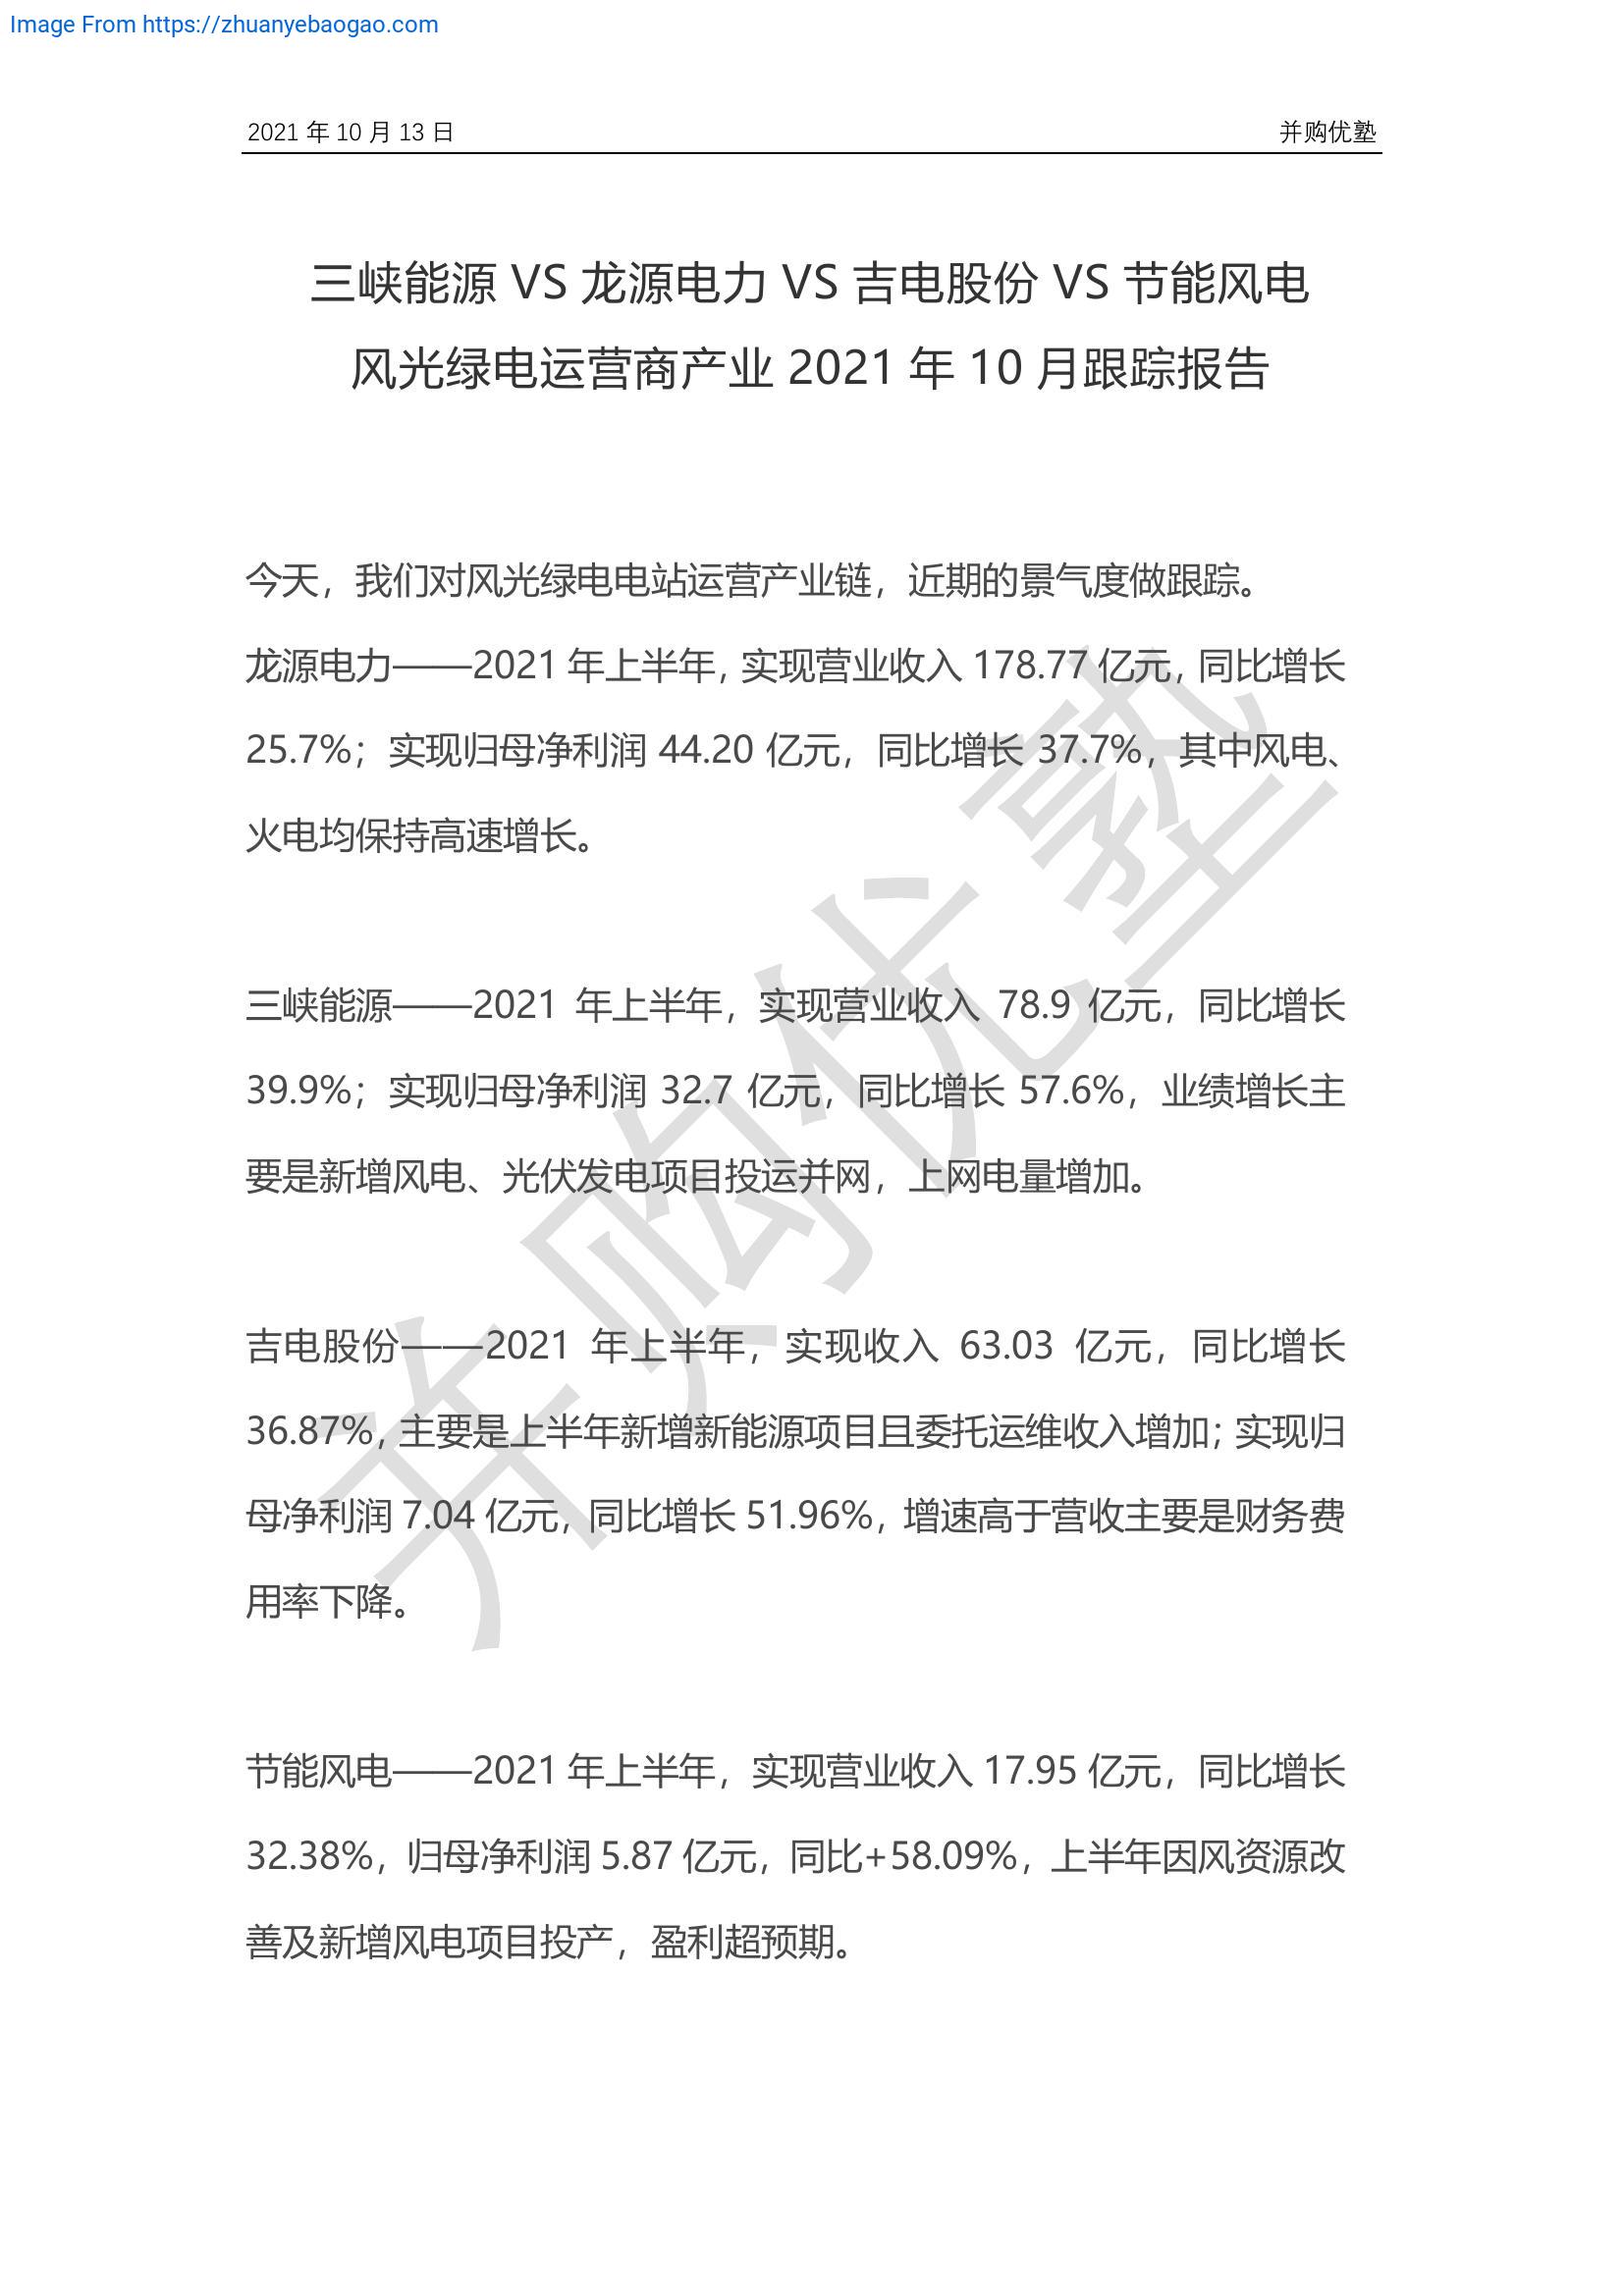 Image From https://zhuanyebaogao.com
2021 年 10 月 13 日 并购优塾
三峡能源 VS 龙源电力 VS 吉电股份 VS 节能风电
风光绿电运营商产业 2021 年 10 月跟踪报告
今天，我们对风光绿电电站运营产业链，近期的景气度做跟踪。
龙源电力——2021 年上半年，实现营业收入 178.77 亿元，同比增长
25.7%；实现归母净利润 44.20 亿元，同比增长 37.7%，其中风电、
火电均保持高速增长。
三峡能源——2021 年上半年，实现营业收入 78.9 亿元，同比增长
39.9%；实现归母净利润 32.7 亿元，同比增长 57.6%，业绩增长主
要是新增风电、光伏发电项目投运并网，上网电量增加。
吉电股份——2021 年上半年，实现收入 63.03 亿元，同比增长
36.87%，主要是上半年新增新能源项目且委托运维收入增加；实现归
母净利润 7.04 亿元，同比增长 51.96%，增速高于营收主要是财务费
用率下降。
节能风电——2021 年上半年，实现营业收入 17.95 亿元，同比增长
32.38%，归母净利润 5.87 亿元，同比+58.09%，上半年因风资源改
善及新增风电项目投产，盈利超预期。
并购优塾